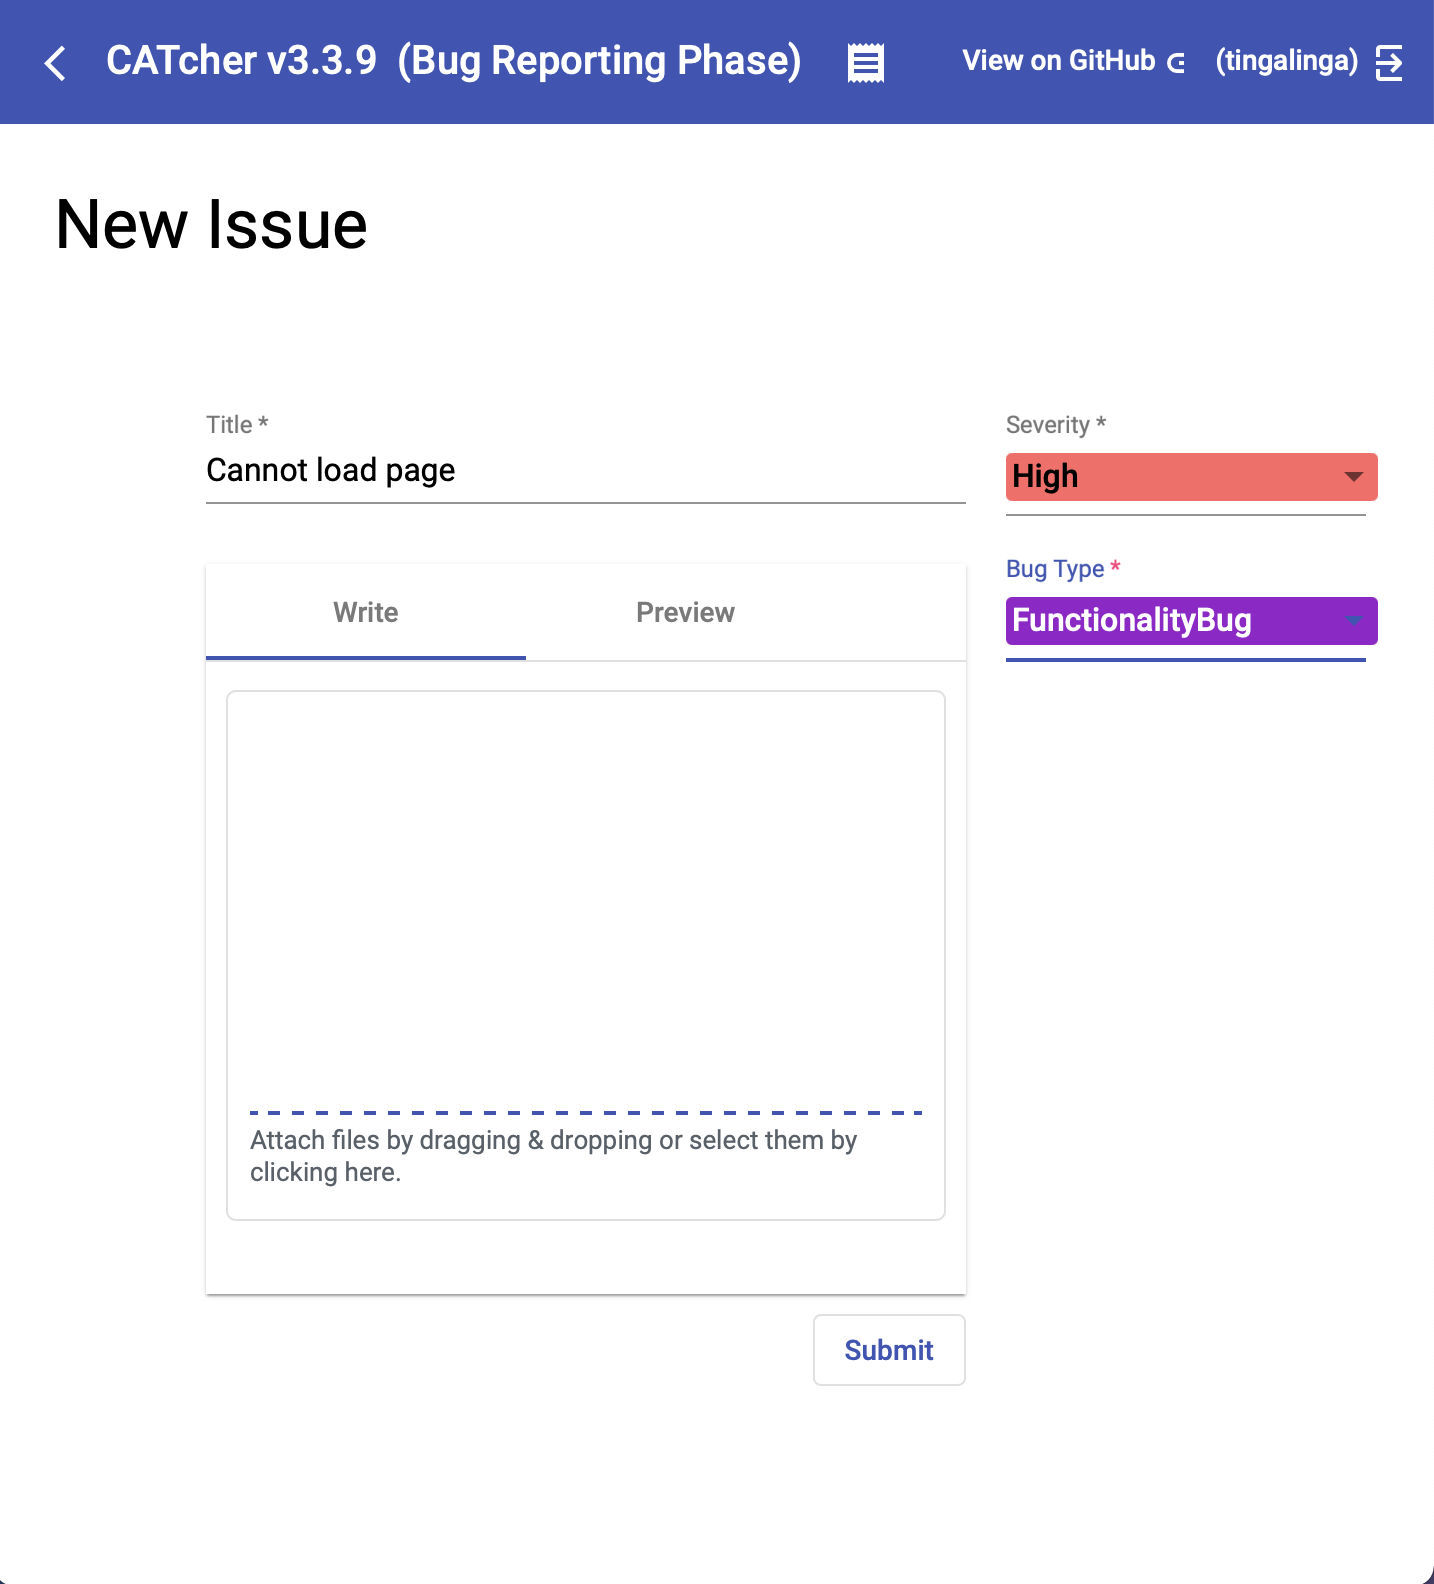 CATcher v3.3.9 (Bug Reporting Phase) View on GitHub (tingalinga)
New Issue
Title *
Cannot load page
Severity *
High
Bug Type *
FunctionalityBug
Write Preview
Attach files by dragging & dropping or select them by
clicking here.
Submit